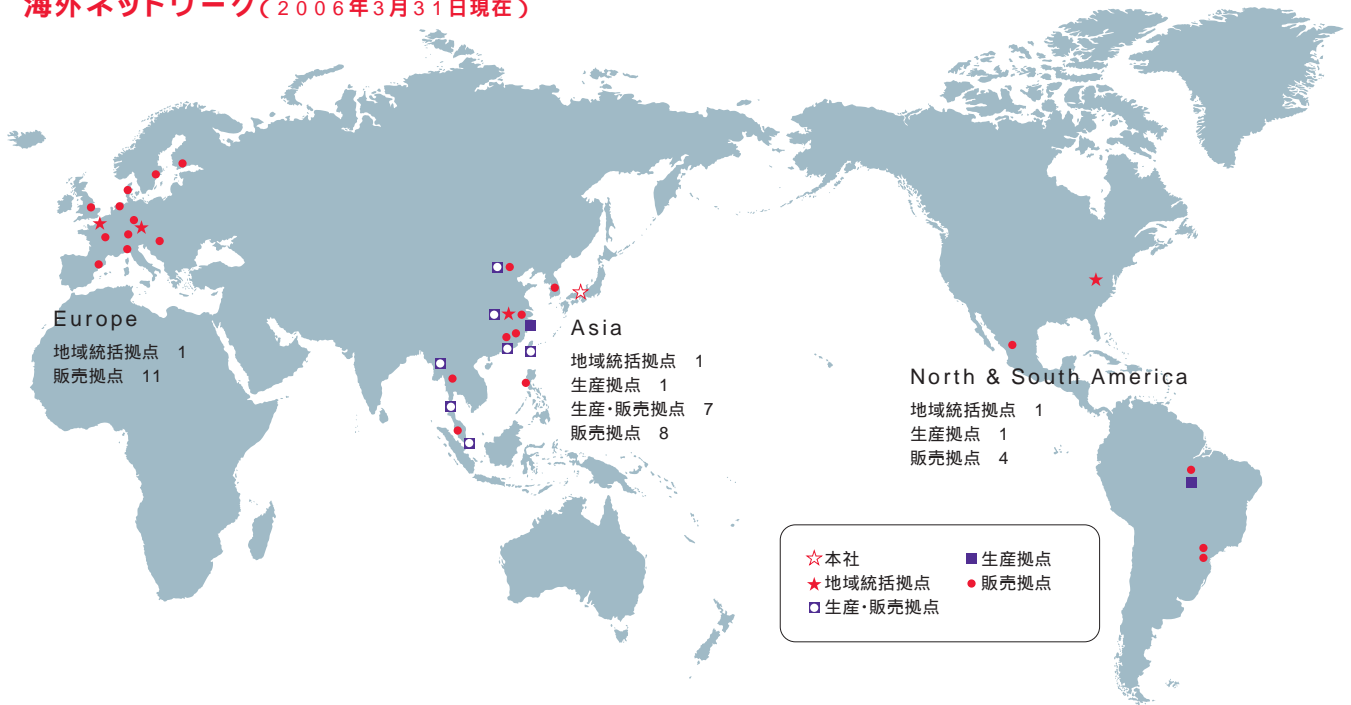 海外ネットワーク(2006年3月31日現在)
Europe
地域統括拠点 1
販売拠点 11
Asia
地域統括拠点 1
生産拠点 1
生産・販売拠点 7
販売拠点 8
North & South America
地域統括拠点 1
生産拠点 1
販売拠点 4
☆本社
★地域統括拠点
生産・販売拠点
■生産拠点
●販売拠点